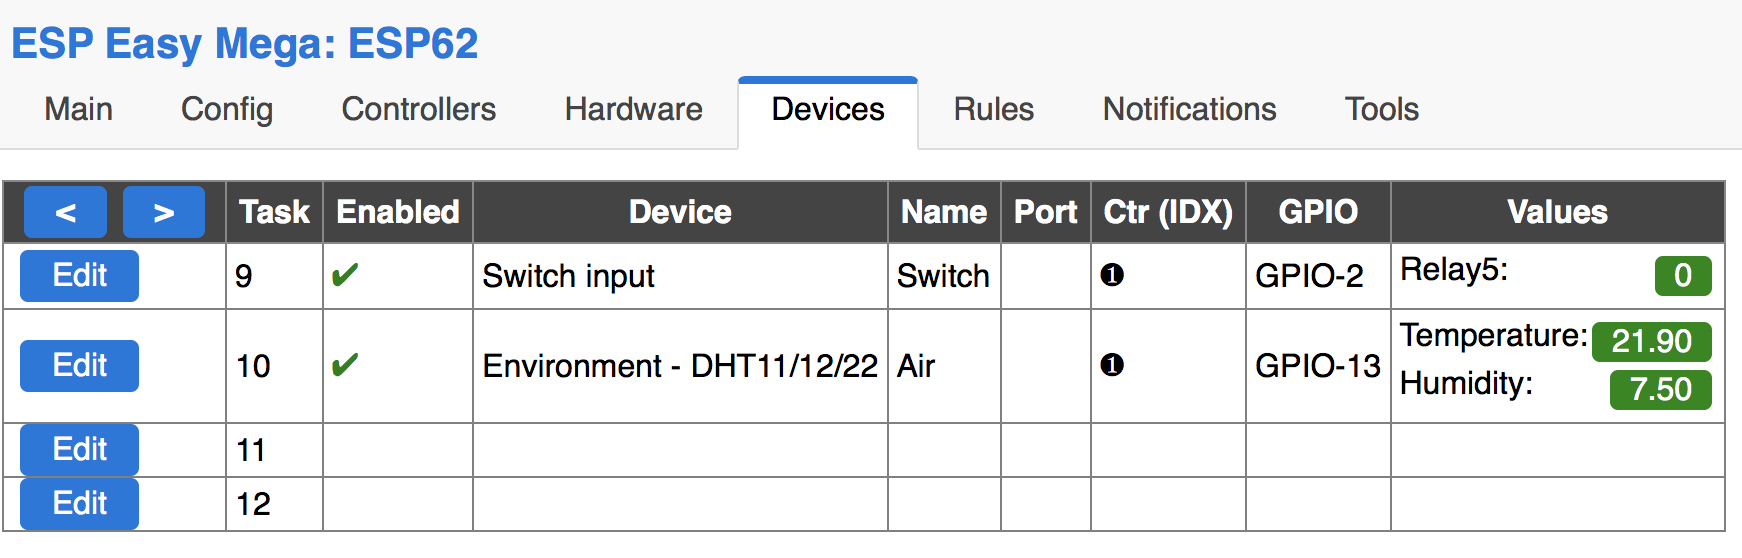 ESP Easy Mega: ESP62
Main Config Controllers Hardware Devices Rules Notifications Tools
< > Task Enabled Device Name Port Ctr (IDX) GPIO Values
Edit 9 ✔ Switch input Switch ❶ GPIO-2 Relay5: 0
Edit 10 ✔ Environment - DHT11/12/22 Air ❶ GPIO-13 Temperature: 21.90
Humidity: 7.50
Edit 11
Edit 12